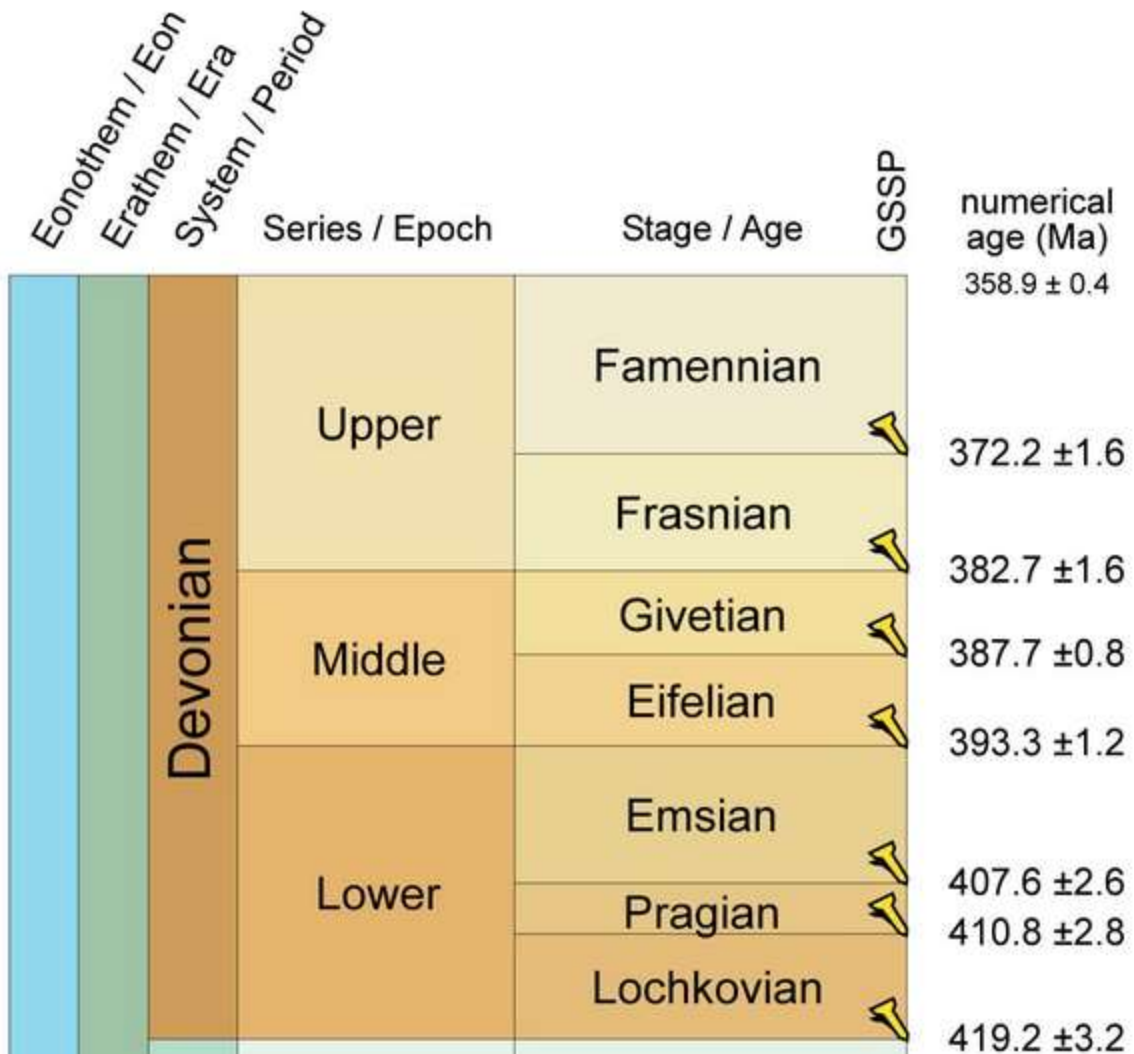 Eonothem / Eon
Erathem / Era
System / Period
Series / Epoch
Stage / Age
GSSP
numerical
age (Ma)
358.9 ± 0.4
Devonian
Upper
Famennian
372.2 ±1.6
Frasnian
382.7 ±1.6
Middle
Givetian
387.7 ±0.8
Eifelian
393.3 ±1.2
Lower
Emsian
407.6 ±2.6
Pragian
410.8 ±2.8
Lochkovian
419.2 ±3.2